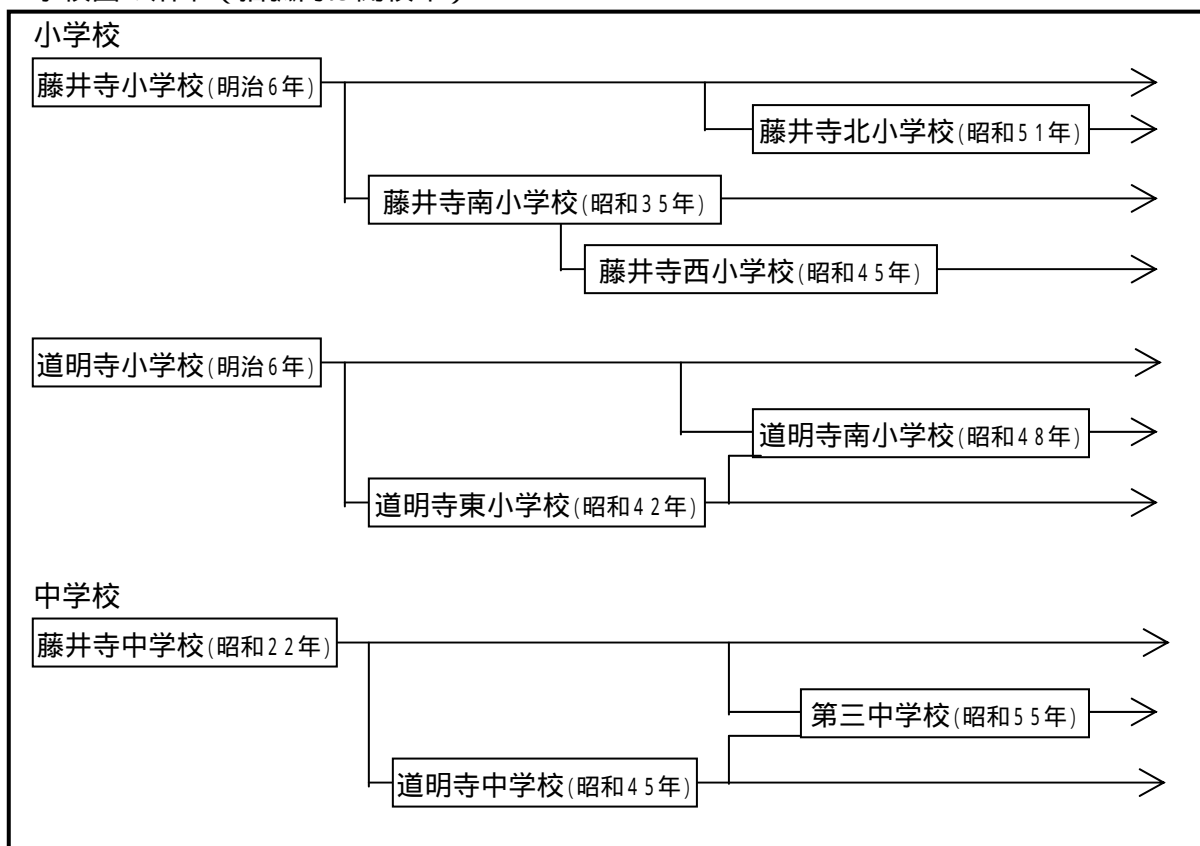 小学校
藤井寺小学校(明治6年)
藤井寺北小学校(昭和51年)
藤井寺南小学校(昭和35年)
藤井寺西小学校(昭和45年)
道明寺小学校(明治6年)
道明寺南小学校(昭和48年)
道明寺東小学校(昭和42年)
中学校
藤井寺中学校(昭和22年)
第三中学校(昭和55年)
道明寺中学校(昭和45年)